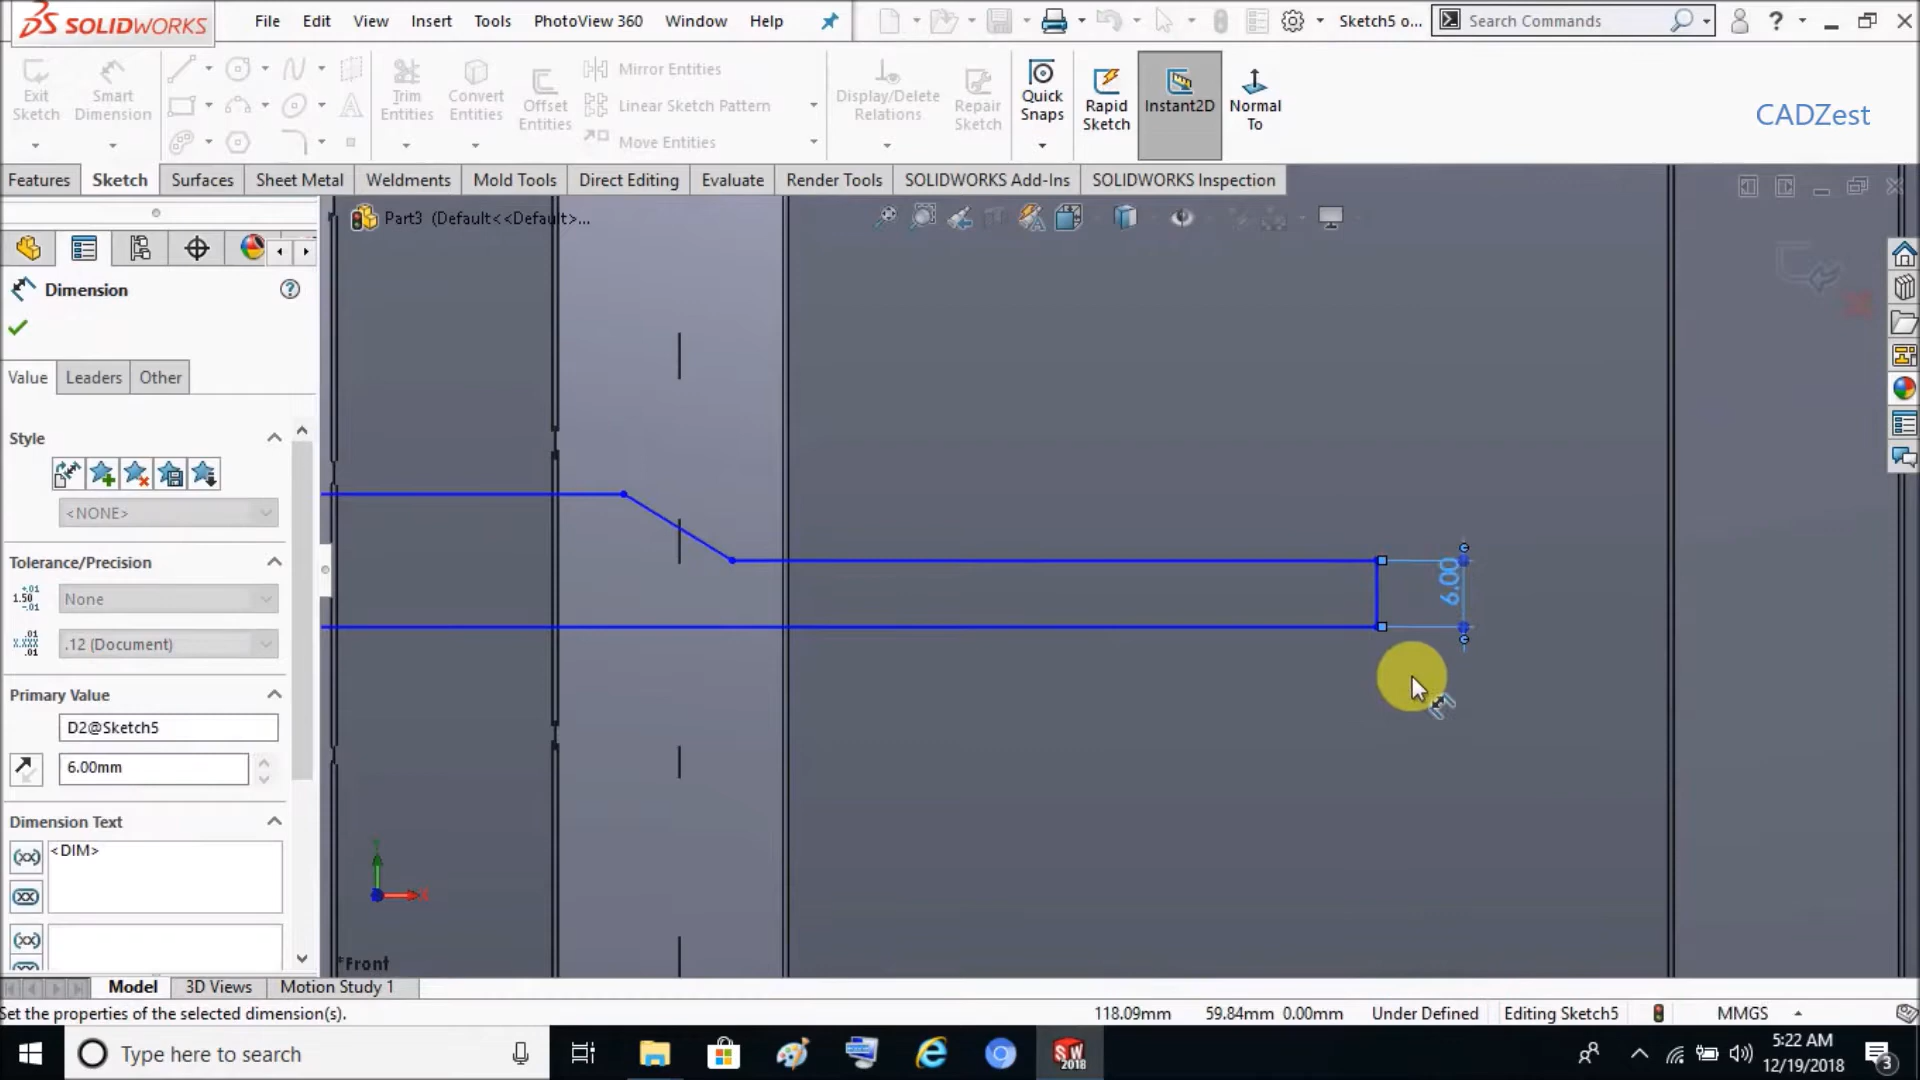 SOLIDWORKS
File Edit View Insert Tools PhotoView 360 Window Help
Sketch5 o...
Search Commands
Exit Sketch
Smart Dimension
Trim Entities
Convert Entities
Offset Entities
Mirror Entities
Linear Sketch Pattern
Move Entities
Display/Delete Relations
Repair Sketch
Quick Snaps
Rapid Sketch
Instant2D
Normal To
CADZest
Features Sketch Surfaces Sheet Metal Weldments Mold Tools Direct Editing Evaluate Render Tools SOLIDWORKS Add-Ins SOLIDWORKS Inspection
Part3 (Default<<Default>...
Dimension
Value Leaders Other
Style
<NONE>
Tolerance/Precision
None
.12 (Document)
Primary Value
D2@Sketch5
6.00mm
Dimension Text
<DIM>
6.00
*Front
Model 3D Views Motion Study 1
Set the properties of the selected dimension(s).
118.09mm 59.84mm 0.00mm Under Defined Editing Sketch5 MMGS
Type here to search
SW 2018
5:22 AM
12/19/2018
3